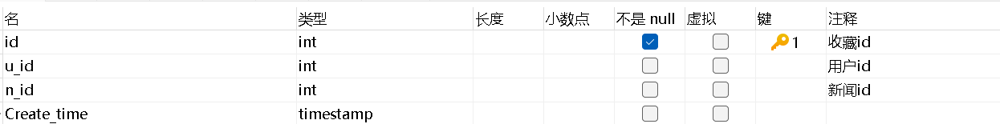 名 类型 长度 小数点 不是 null 虚拟 键 注释
id int 1 收藏id
u_id int 用户id
n_id int 新闻id
Create_time timestamp